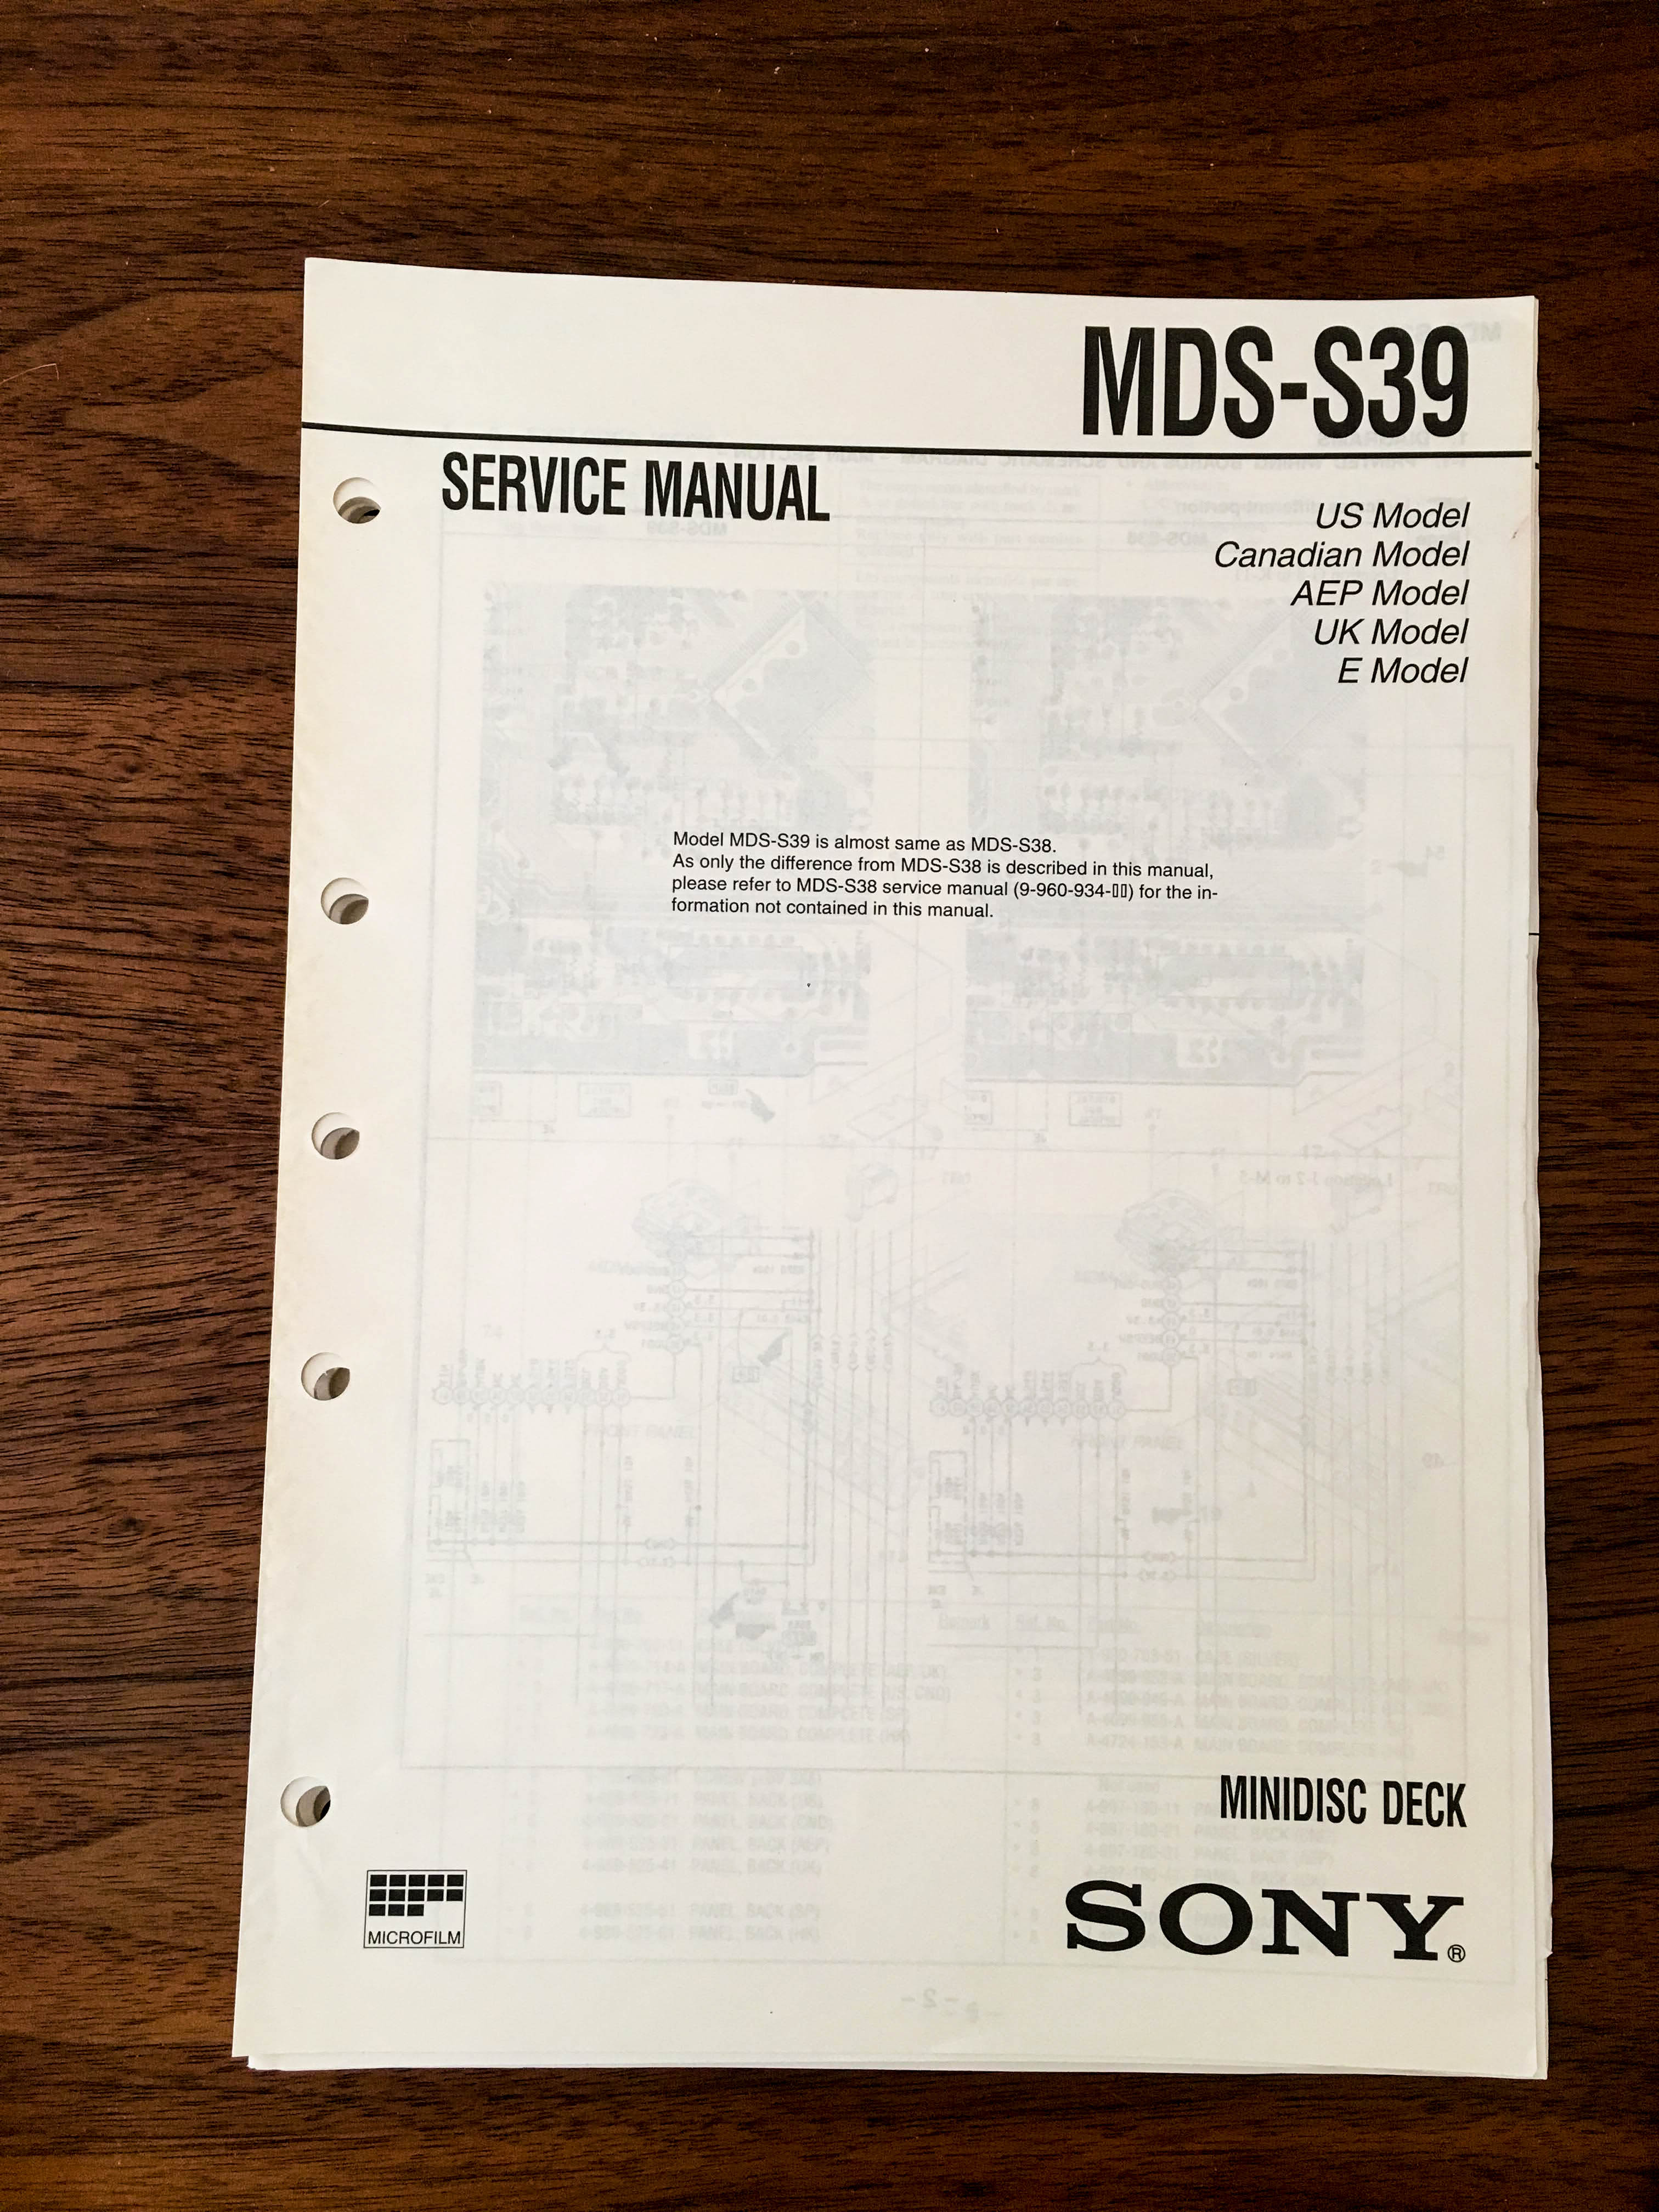 MDS-S39
SERVICE MANUAL
US Model
Canadian Model
AEP Model
UK Model
E Model
Model MDS-S39 is almost same as MDS-S38.
As only the difference from MDS-S38 is described in this manual,
please refer to MDS-S38 service manual (9-960-934-▯▯) for the in-
formation not contained in this manual.
MINIDISC DECK
MICROFILM
SONY®